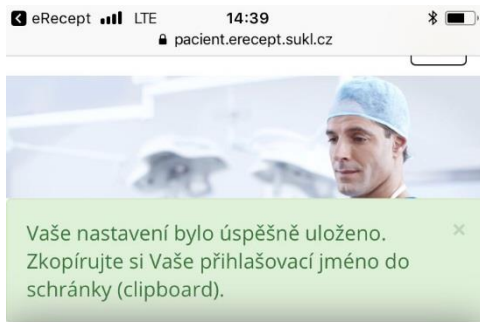 eRecept LTE 14:39
pacient.erecept.sukl.cz
Vaše nastavení bylo úspěšně uloženo. ×
Zkopírujte si Vaše přihlašovací jméno do
schránky (clipboard).